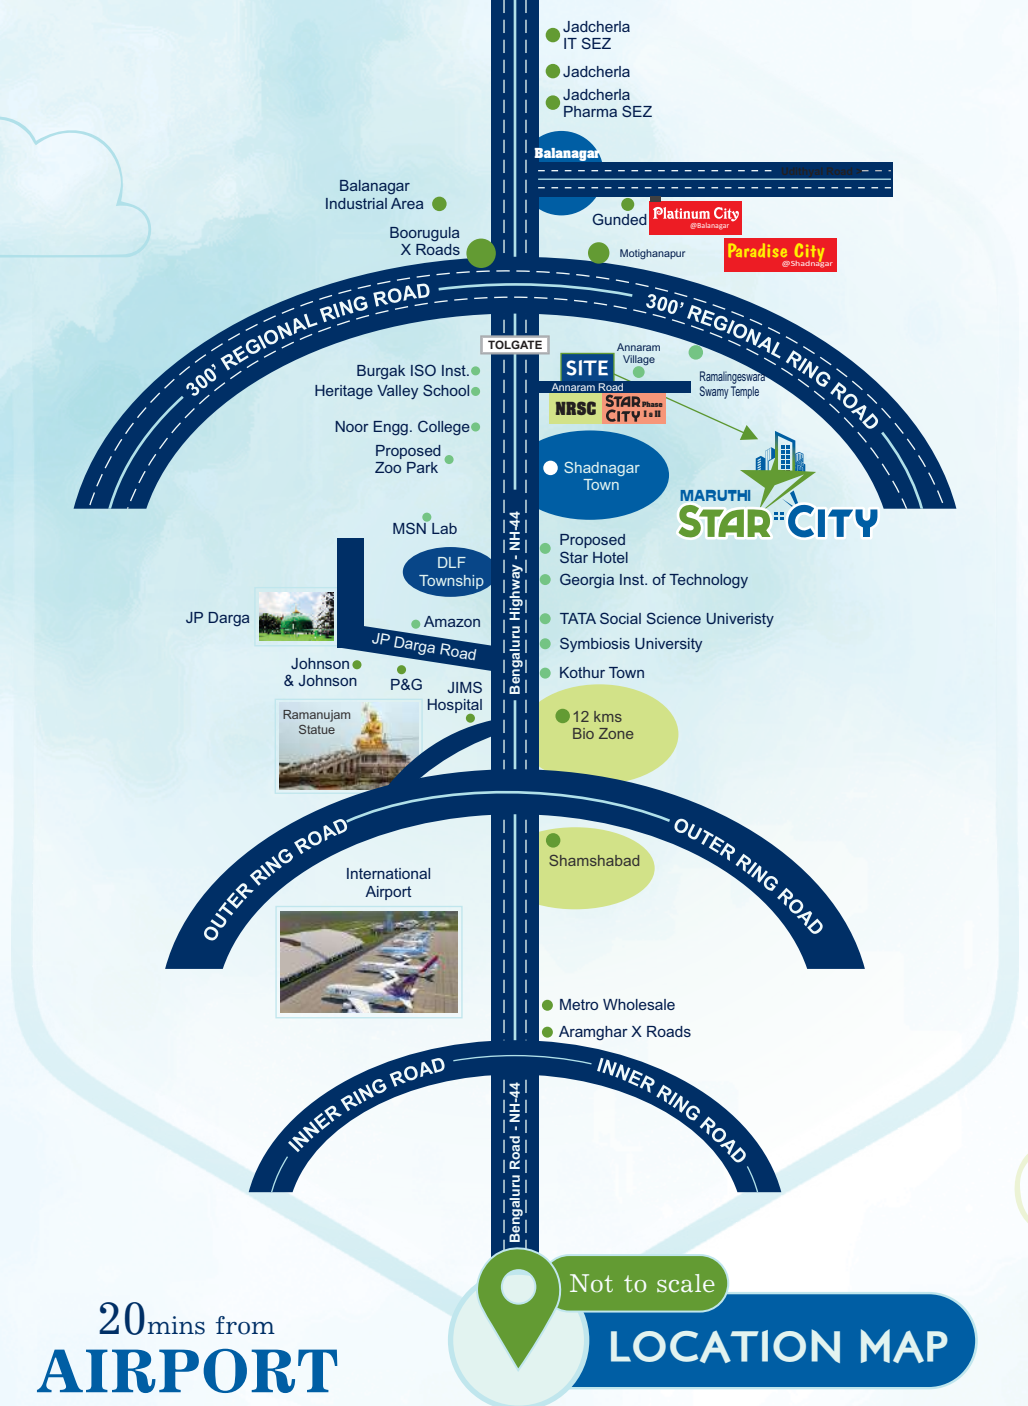 Jadcherla
IT SEZ
Jadcherla
Jadcherla
Pharma SEZ
Balanagar
Balanagar
Industrial Area
Gunded
Platinum City
@Balanagar
Boorugula
X Roads
Motighanapur
Paradise City
@Shadnagar
300' REGIONAL RING ROAD
300' REGIONAL RING ROAD
TOLGATE
Annaram
Village
SITE
Burgak ISO Inst.
Heritage Valley School
Annaram Road
Ramalingeswara
Swamy Temple
NRSC
STAR Phase
CITY I & II
Noor Engg. College
Proposed
Zoo Park
Shadnagar
Town
MARUTHI
STAR CITY
MSN Lab
Bengaluru Highway - NH-44
Proposed
Star Hotel
DLF
Township
Georgia Inst. of Technology
JP Darga
Amazon
TATA Social Science Univeristy
JP Darga Road
Symbiosis University
Johnson
& Johnson
P&G
Kothur Town
JIMS
Hospital
Ramanujam
Statue
12 kms
Bio Zone
OUTER RING ROAD
OUTER RING ROAD
Shamshabad
International
Airport
Metro Wholesale
Aramghar X Roads
INNER RING ROAD
INNER RING ROAD
Bengaluru Road - NH-44
Not to scale
LOCATION MAP
20mins from
AIRPORT